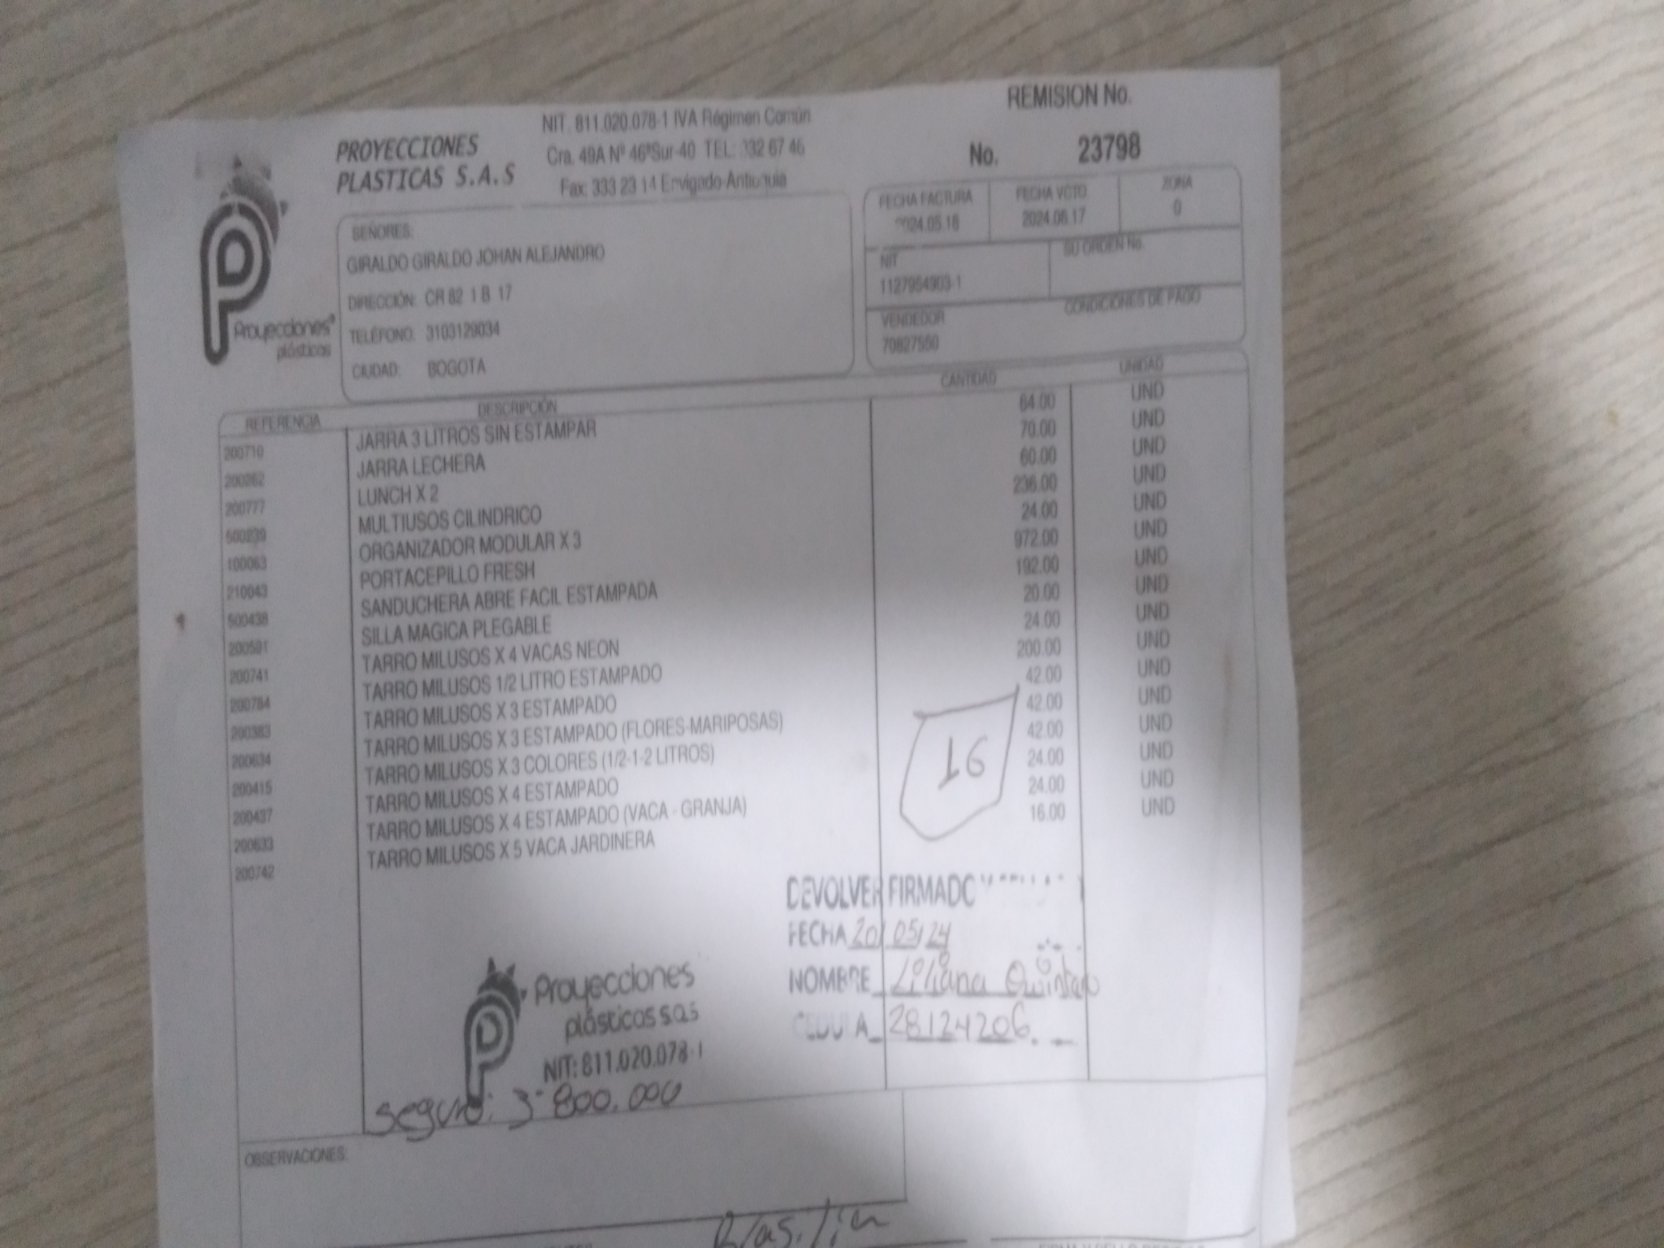 REMISION No.
No. 23798
PROYECCIONES
PLASTICAS S.A.S
NIT. 811.020.078-1 IVA Régimen Común
Cra. 49A Nº 46ªSur-40 TEL: 332 67 46
Fax: 333 23 14 Envigado-Antioquia
Proyecciones
plásticas
SEÑORES:
GIRALDO GIRALDO JOHAN ALEJANDRO
DIRECCIÓN: CR 82 1 B 17
TELÉFONO: 3103129034
CIUDAD: BOGOTA
FECHA FACTURA FECHA VCTO ZONA
2024.05.18 2024.06.17 0
NIT SU ORDEN No.
1127954903-1
VENDEDOR CONDICIONES DE PAGO
70827550
REFERENCIA DESCRIPCIÓN CANTIDAD UNIDAD
200710 JARRA 3 LITROS SIN ESTAMPAR 64.00 UND
200262 JARRA LECHERA 70.00 UND
200777 LUNCH X 2 60.00 UND
500239 MULTIUSOS CILINDRICO 236.00 UND
100063 ORGANIZADOR MODULAR X 3 24.00 UND
210043 PORTACEPILLO FRESH 972.00 UND
500438 SANDUCHERA ABRE FACIL ESTAMPADA 192.00 UND
200591 SILLA MAGICA PLEGABLE 20.00 UND
200741 TARRO MILUSOS X 4 VACAS NEON 24.00 UND
200784 TARRO MILUSOS 1/2 LITRO ESTAMPADO 200.00 UND
200383 TARRO MILUSOS X 3 ESTAMPADO 42.00 UND
200634 TARRO MILUSOS X 3 ESTAMPADO (FLORES-MARIPOSAS) 42.00 UND
200415 TARRO MILUSOS X 3 COLORES (1/2-1-2 LITROS) 42.00 UND
200437 TARRO MILUSOS X 4 ESTAMPADO 24.00 UND
200633 TARRO MILUSOS X 4 ESTAMPADO (VACA - GRANJA) 24.00 UND
200742 TARRO MILUSOS X 5 VACA JARDINERA 16.00 UND
16
DEVOLVER FIRMADO
FECHA 20/05/24
NOMBRE Liliana
CEDULA 28124206
Proyecciones
plásticas s.a.s
NIT: 811.020.078-1
seguro: 3'800.000
OBSERVACIONES: